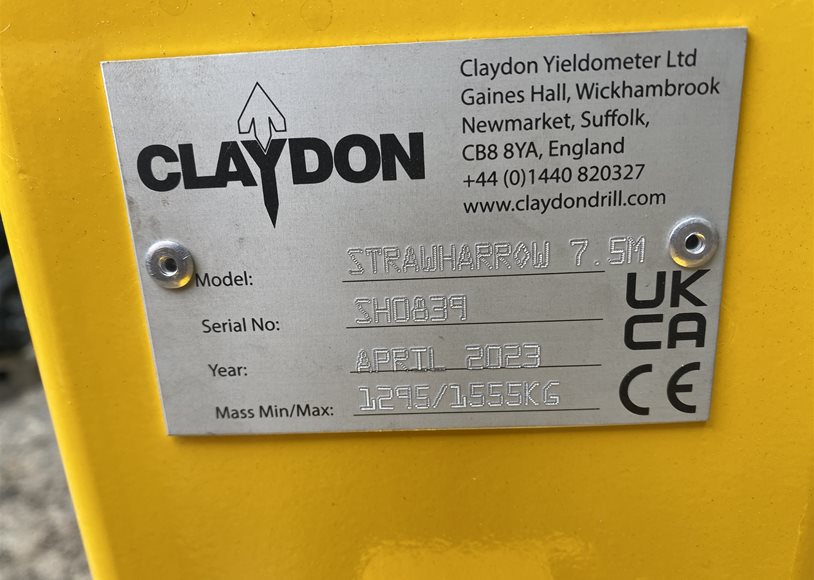 CLAYDON
Claydon Yieldometer Ltd
Gaines Hall, Wickhambrook
Newmarket, Suffolk,
CB8 8YA, England
+44 (0)1440 820327
www.claydondrill.com
Model: STRAWHARROW 7.5M
Serial No: SH0839
Year: APRIL 2023
Mass Min/Max: 1295/1555KG
UK
CA
CE